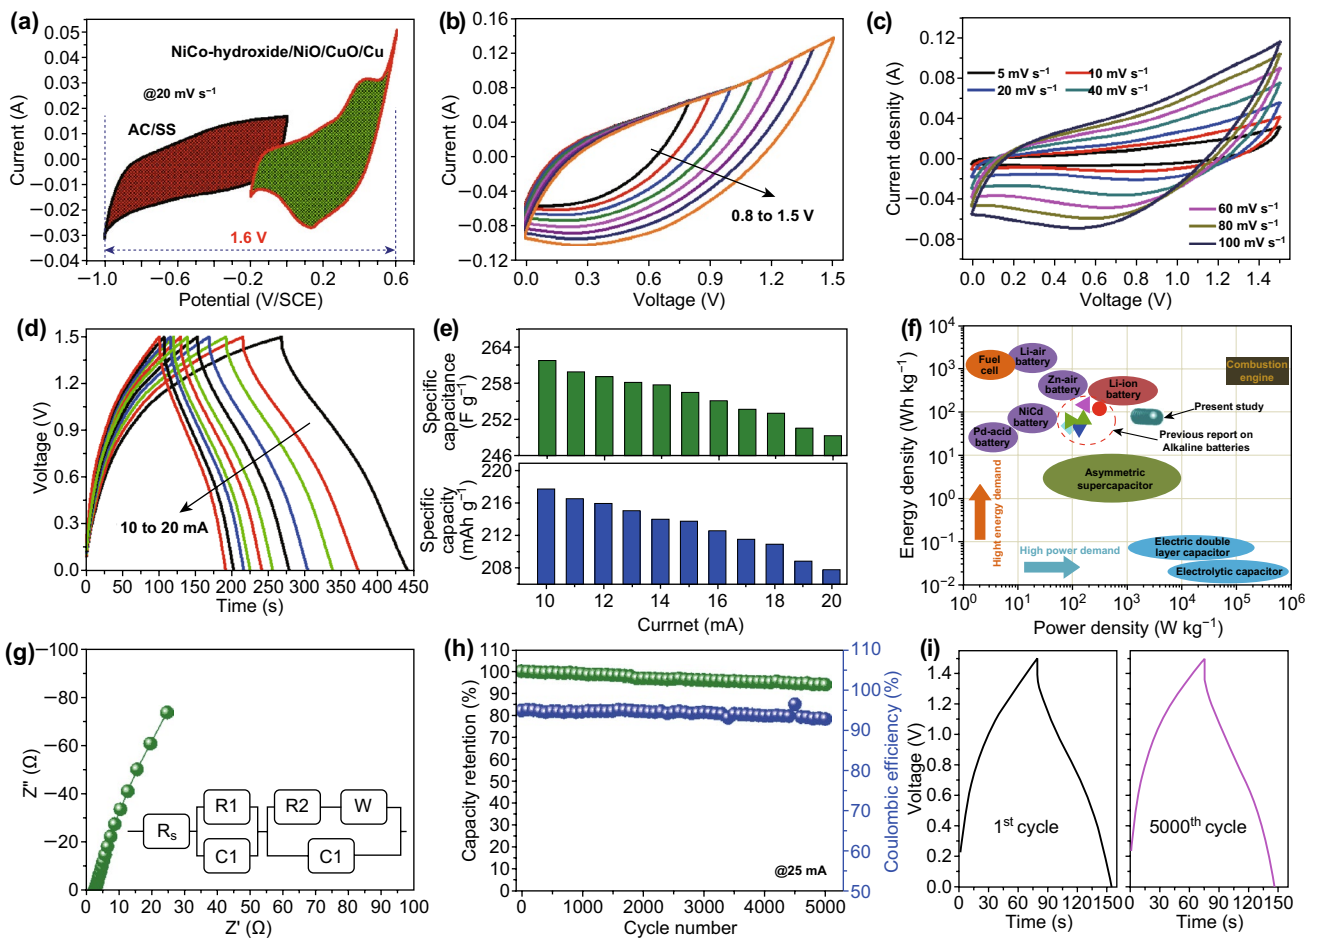 (a)
NiCo-hydroxide/NiO/CuO/Cu
@20 mV s⁻¹
AC/SS
1.6 V
Current (A)
0.05
0.04
0.03
0.02
0.01
0.00
−0.01
−0.02
−0.03
−0.04
−1.0
−0.6
−0.2
0.2
0.6
Potential (V/SCE)
(b)
Current (A)
0.16
0.12
0.08
0.04
0.00
−0.04
−0.08
−0.12
0.8 to 1.5 V
0.0
0.3
0.6
0.9
1.2
1.5
Voltage (V)
(c)
Current desnity (A)
0.12
0.08
0.04
0.00
−0.04
−0.08
5 mV s⁻¹
10 mV s⁻¹
20 mV s⁻¹
40 mV s⁻¹
60 mV s⁻¹
80 mV s⁻¹
100 mV s⁻¹
0.0
0.2
0.4
0.6
0.8
1.0
1.2
1.4
Voltage (V)
(d)
Voltage (V)
1.5
1.2
0.9
0.6
0.3
0.0
10 to 20 mA
0
50
100
150
200
250
300
350
400
450
Time (s)
(e)
Specific
capacitance
(F g⁻¹)
264
258
252
246
Specific
capacity
(mAh g⁻¹)
220
216
212
208
10
12
14
16
18
20
Currnet (mA)
(f)
Energy density (Wh kg⁻¹)
10⁴
10³
10²
10¹
10⁰
10⁻¹
10⁻²
Fuel
cell
Li-air
battery
Zn-air
battery
Li-ion
battery
Combustion
engine
NiCd
battery
Pd-acid
battery
Present study
Previous report on
Alkaline batteries
Asymmetric
supercapacitor
Hight energy demand
High power demand
Electric double
layer capacitor
Electrolytic capacitor
10⁰
10¹
10²
10³
10⁴
10⁵
10⁶
Power density (W kg⁻¹)
(g)
Z″ (Ω)
−100
−80
−60
−40
−20
0
Rs
R1
C1
R2
W
C1
0
10
20
30
40
50
60
70
80
90
100
Z′ (Ω)
(h)
Capacity retention (%)
110
100
90
80
70
60
50
40
30
20
10
0
@25 mA
0
1000
2000
3000
4000
5000
Cycle number
110
105
100
95
90
85
80
75
70
65
60
55
50
Coulombic efficiency (%)
(i)
Voltage (V)
1.4
1.2
1.0
0.8
0.6
0.4
0.2
0.0
1st cycle
0
30
60
90
120
150
Time (s)
5000th cycle
0
30
60
90
120
150
Time (s)